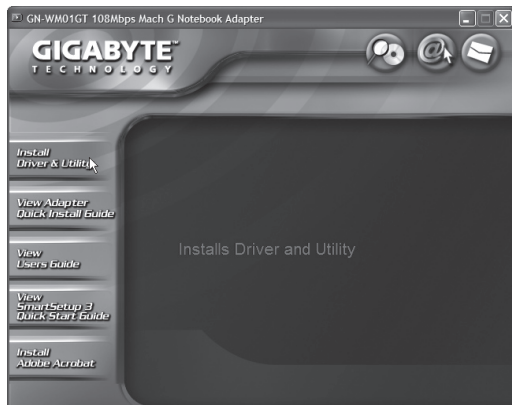 GN-WM01GT 108Mbps Mach G Notebook Adapter
GIGABYTE™
TECHNOLOGY
Install
Driver & Utility
View Adapter
Quick Install Guide
View
Users Guide
View
SmartSetup 3
Quick Start Guide
Install
Adobe Acrobat
Installs Driver and Utility